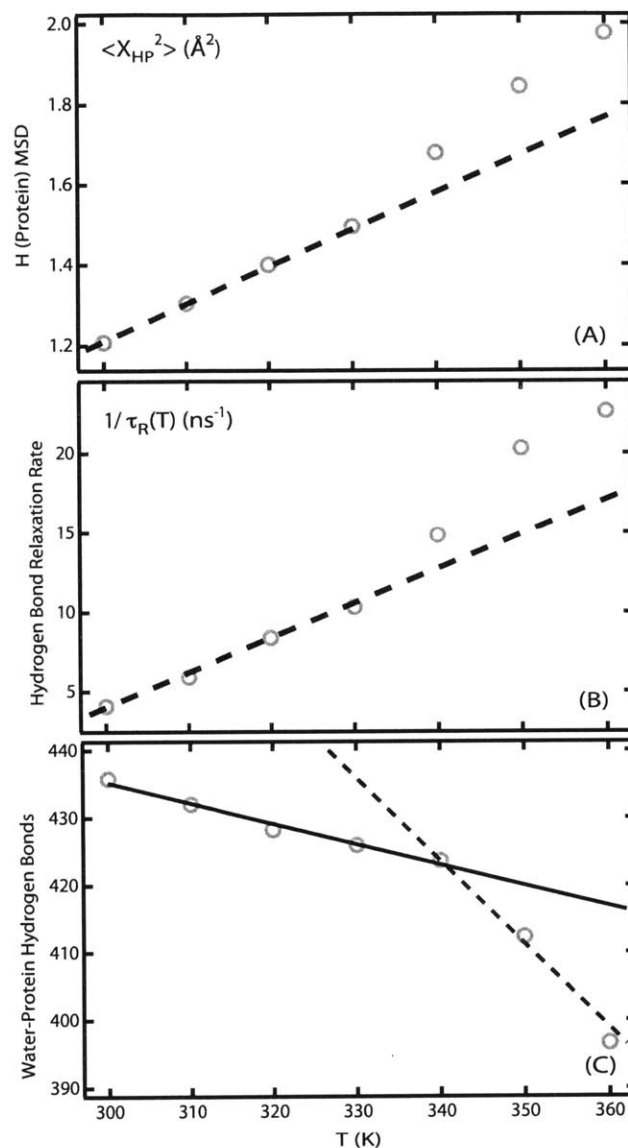 2.0
<X_HP^2> (Å^2)
1.8
1.6
1.4
1.2
H (Protein) MSD
(A)
1/ τ_R(T) (ns^-1)
20
15
10
5
Hydrogen Bond Relaxation Rate
(B)
440
430
420
410
400
390
Water-Protein Hydrogen Bonds
(C)
300 310 320 330 340 350 360
T (K)